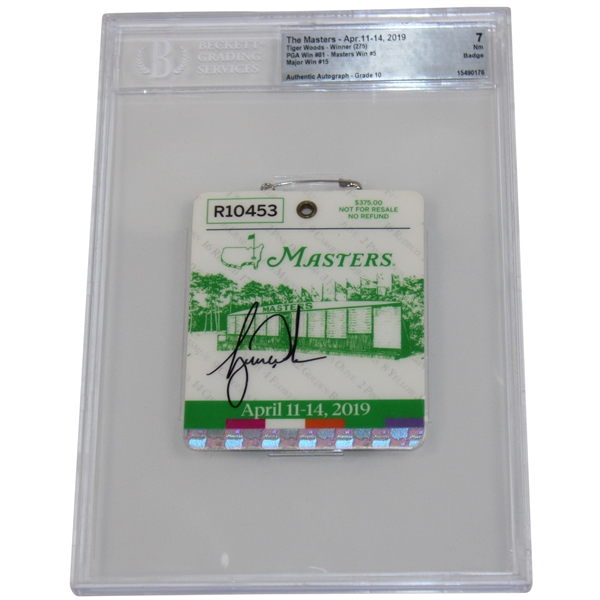 BECKETT
GRADING
SERVICES
The Masters - Apr.11-14, 2019
Tiger Woods - Winner (275)
PGA Win #81 - Masters Win #5
Major Win #15
Authentic Autograph - Grade 10
7
Nm
Badge
15490176
R10453
$375.00
NOT FOR RESALE
NO REFUND
MASTERS
MASTERS
April 11-14, 2019